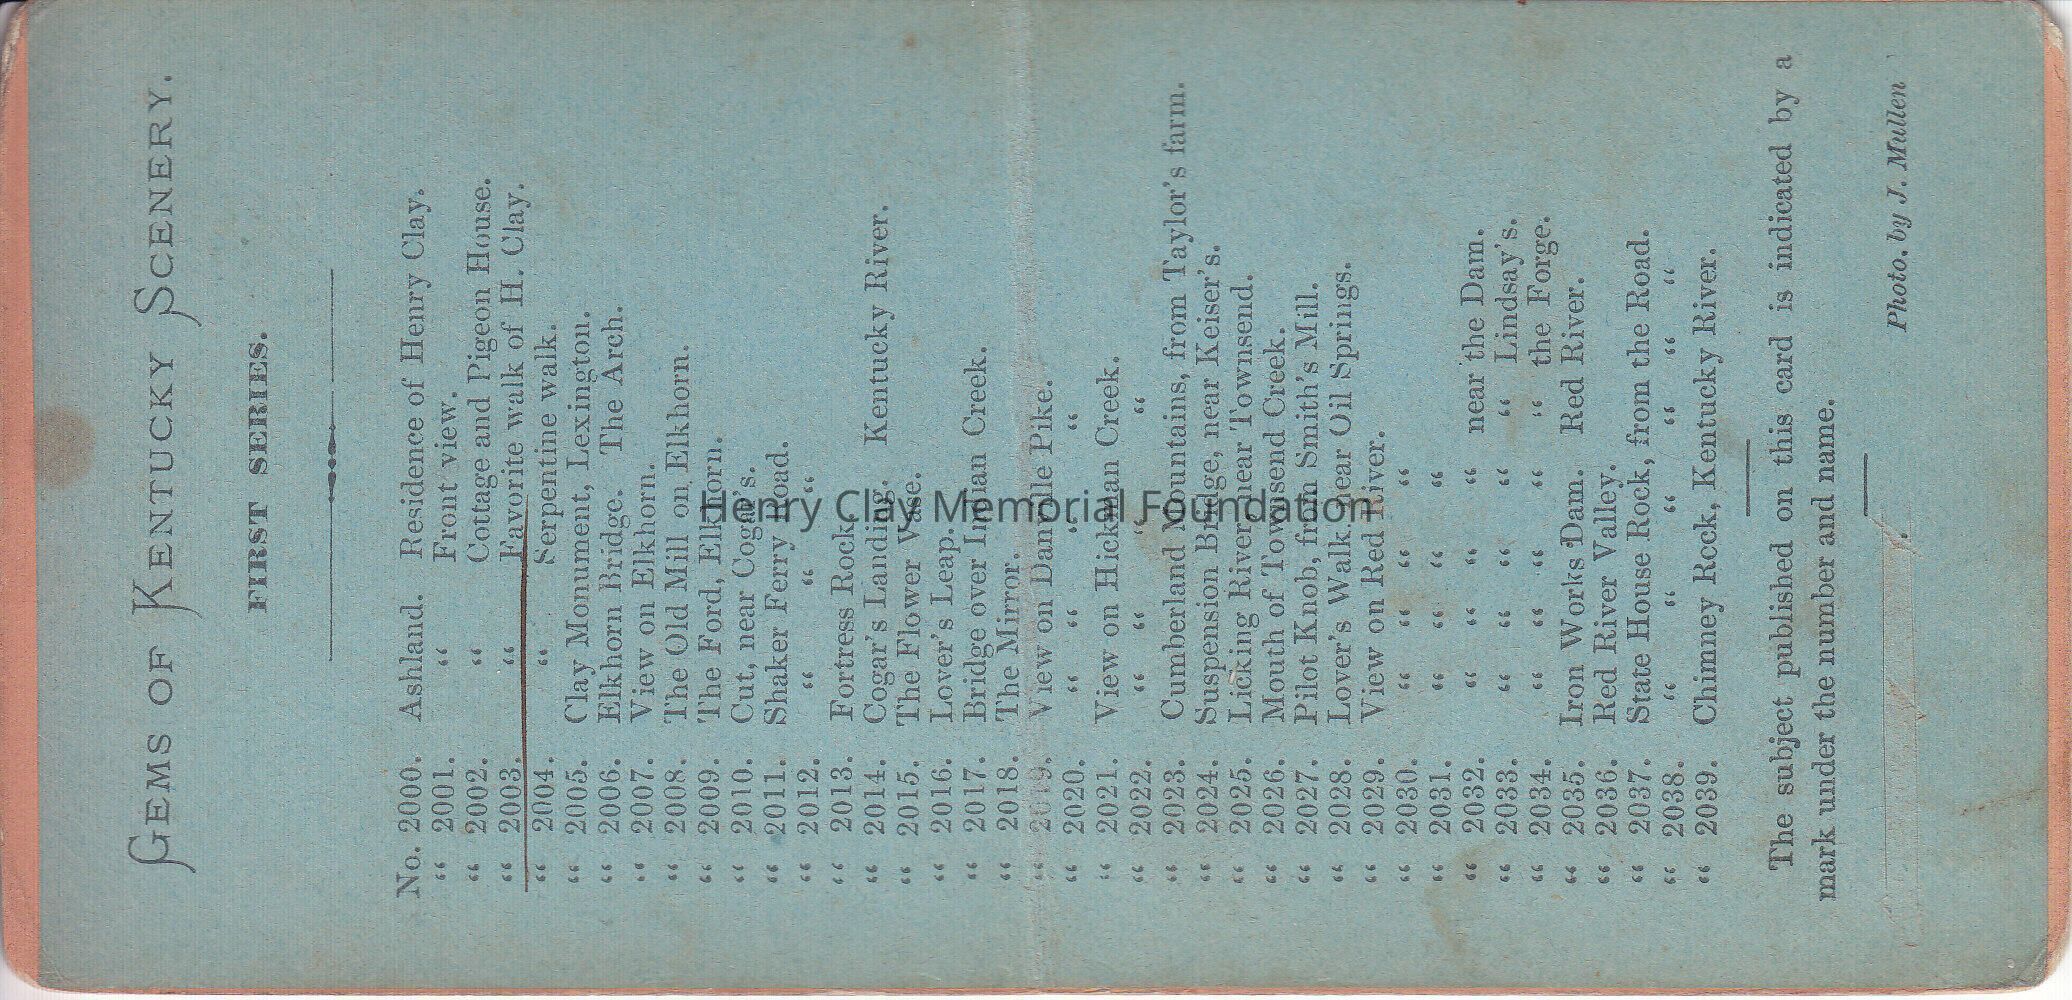 GEMS OF KENTUCKY SCENERY.
FIRST SERIES.
No. 2000. Ashland. Residence of Henry Clay.
“ 2001. “ Front view.
“ 2002. “ Cottage and Pigeon House.
“ 2003. “ Favorite walk of H. Clay.
“ 2004. “ Serpentine walk.
“ 2005. Clay Monument, Lexington.
“ 2006. Elkhorn Bridge. The Arch.
“ 2007. View on Elkhorn.
“ 2008. The Old Mill on Elkhorn.
“ 2009. The Ford, Elkhorn.
“ 2010. Cut, near Cogar's.
“ 2011. Shaker Ferry Road.
“ 2012. “ “ “
“ 2013. Fortress Rock.
“ 2014. Cogar's Landing. Kentucky River.
“ 2015. The Flower Vase.
“ 2016. Lover's Leap.
“ 2017. Bridge over Indian Creek.
“ 2018. The Mirror.
“ 2019. View on Danville Pike.
“ 2020. “ “ “ “
“ 2021. View on Hickman Creek.
“ 2022. “ “ “ “
“ 2023. Cumberland Mountains, from Taylor's farm.
“ 2024. Suspension Bridge, near Keiser's.
“ 2025. Licking River, near Townsend.
“ 2026. Mouth of Townsend Creek.
“ 2027. Pilot Knob, from Smith's Mill.
“ 2028. Lover's Walk, near Oil Springs.
“ 2029. View on Red River.
“ 2030. “ “ “ “
“ 2031. “ “ “ “
“ 2032. “ “ “ “ near the Dam.
“ 2033. “ “ “ “ “ Lindsay's.
“ 2034. “ “ “ “ “ the Forge.
“ 2035. Iron Works Dam. Red River.
“ 2036. Red River Valley.
“ 2037. State House Rock, from the Road.
“ 2038. “ “ “ “ “ “
“ 2039. Chimney Rock, Kentucky River.
The subject published on this card is indicated by a
mark under the number and name.
Photo. by J. Mullen
Henry Clay Memorial Foundation